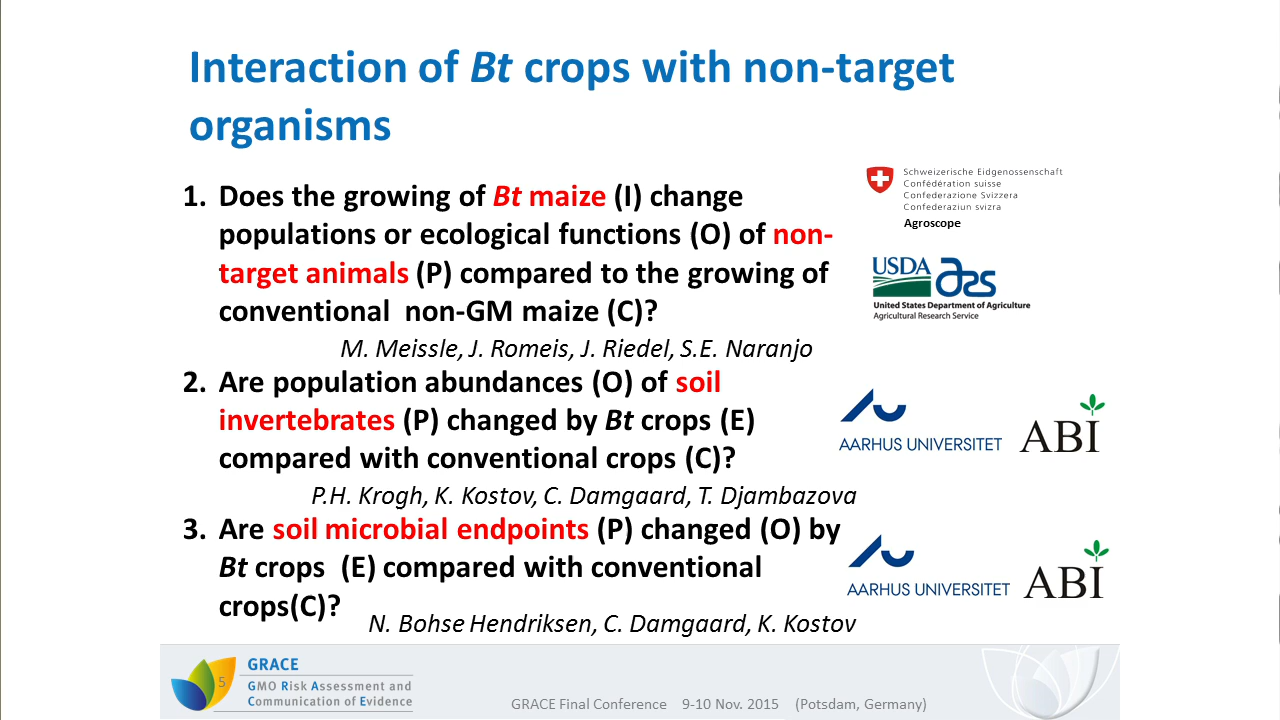 Interaction of Bt crops with non-target
organisms
1. Does the growing of Bt maize (I) change
populations or ecological functions (O) of non-
target animals (P) compared to the growing of
conventional non-GM maize (C)?
M. Meissle, J. Romeis, J. Riedel, S.E. Naranjo
2. Are population abundances (O) of soil
invertebrates (P) changed by Bt crops (E)
compared with conventional crops (C)?
P.H. Krogh, K. Kostov, C. Damgaard, T. Djambazova
3. Are soil microbial endpoints (P) changed (O) by
Bt crops (E) compared with conventional
crops(C)?
N. Bohse Hendriksen, C. Damgaard, K. Kostov
Schweizerische Eidgenossenschaft
Confédération suisse
Confederazione Svizzera
Confederaziun svizra
Agroscope
USDA ars
United States Department of Agriculture
Agricultural Research Service
AARHUS UNIVERSITET ABI
AARHUS UNIVERSITET ABI
5
GRACE
GMO Risk Assessment and
Communication of Evidence
GRACE Final Conference 9-10 Nov. 2015 (Potsdam, Germany)